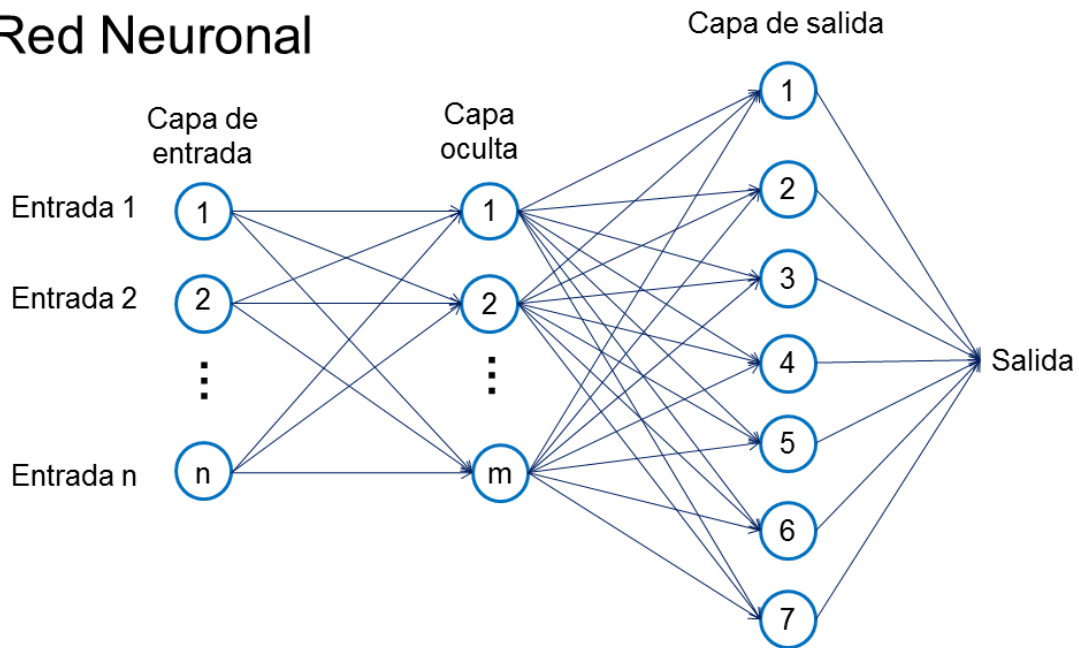 Red Neuronal
Capa de salida
Capa de
entrada
Capa
oculta
Entrada 1
Entrada 2
Entrada n
1
2
⋮
n
1
2
⋮
m
1
2
3
4
5
6
7
Salida